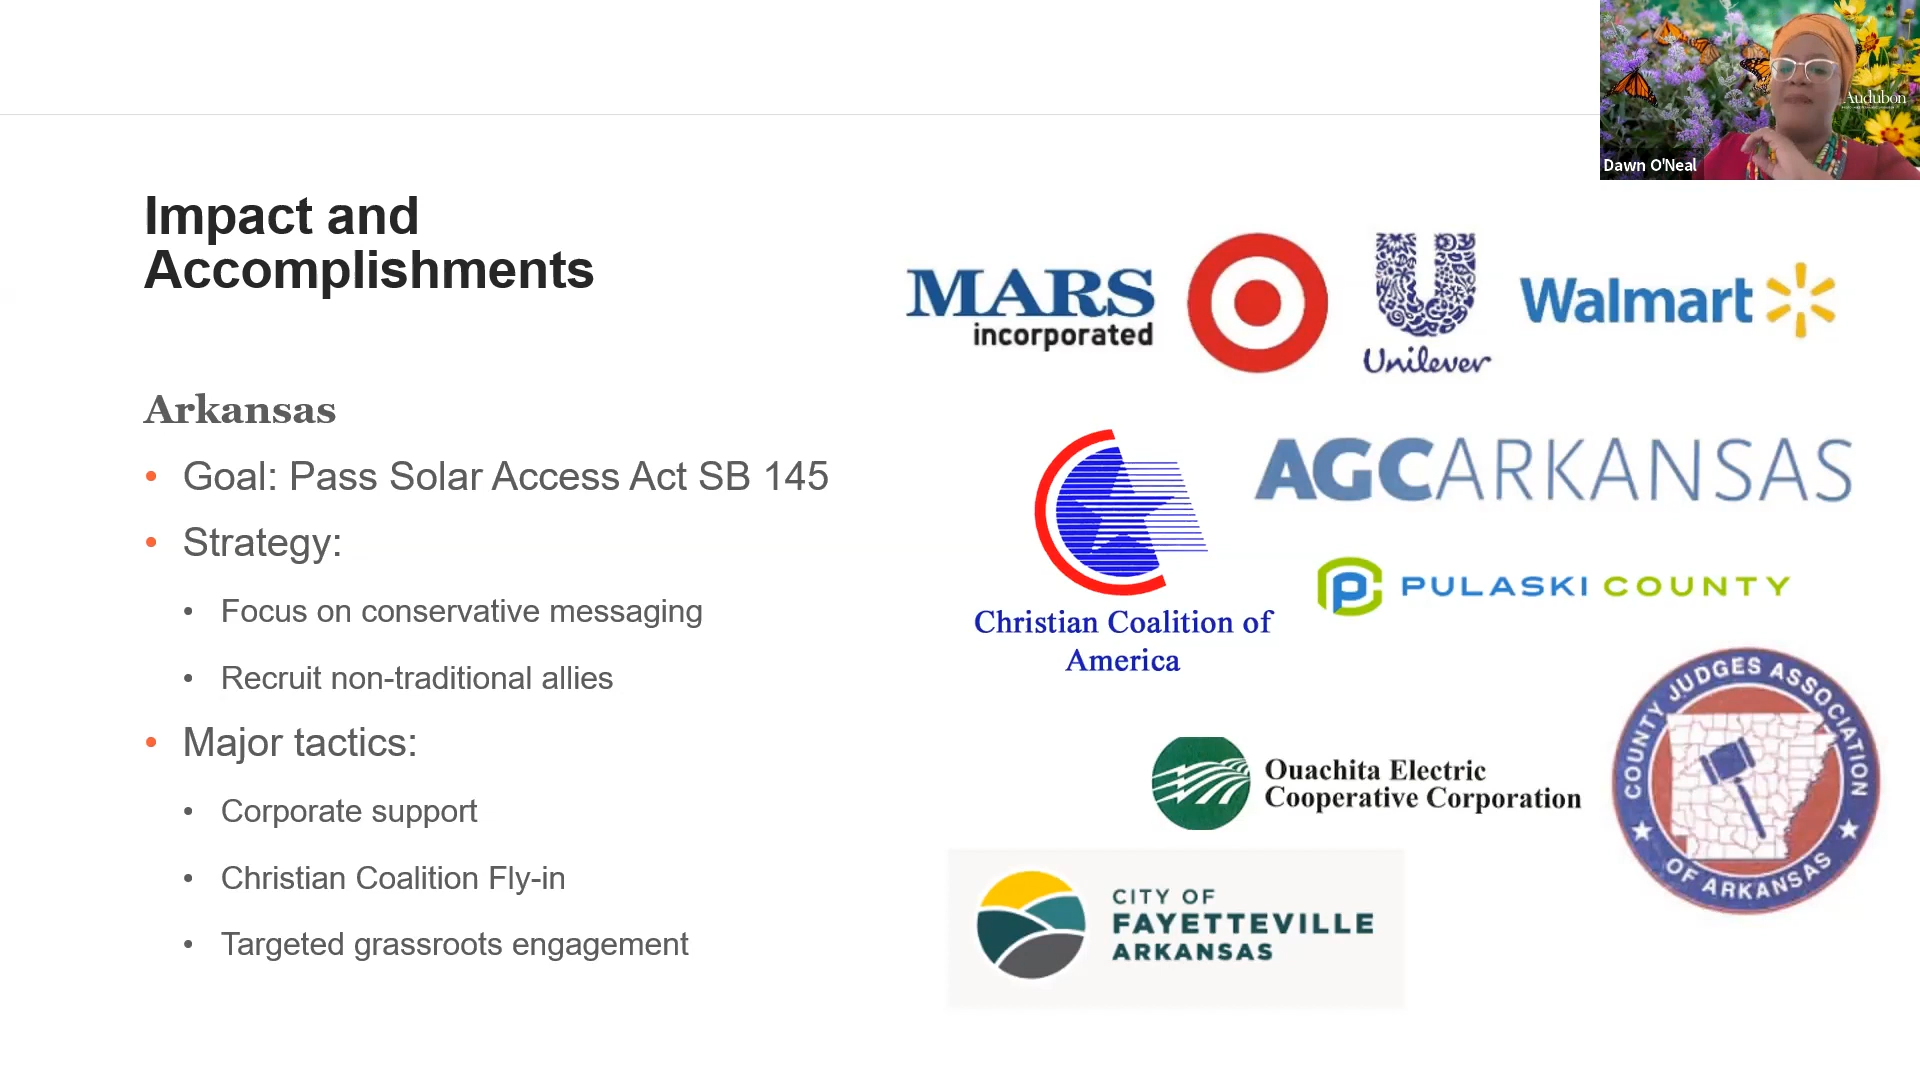 Audubon
Dawn O'Neal
Impact and
Accomplishments
MARS
incorporated
Unilever
Walmart
Arkansas
• Goal: Pass Solar Access Act SB 145
• Strategy:
• Focus on conservative messaging
• Recruit non-traditional allies
• Major tactics:
• Corporate support
• Christian Coalition Fly-in
• Targeted grassroots engagement
AGCARKANSAS
PULASKI COUNTY
Christian Coalition of
America
COUNTY JUDGES ASSOCIATION
OF ARKANSAS
Ouachita Electric
Cooperative Corporation
CITY OF
FAYETTEVILLE
ARKANSAS